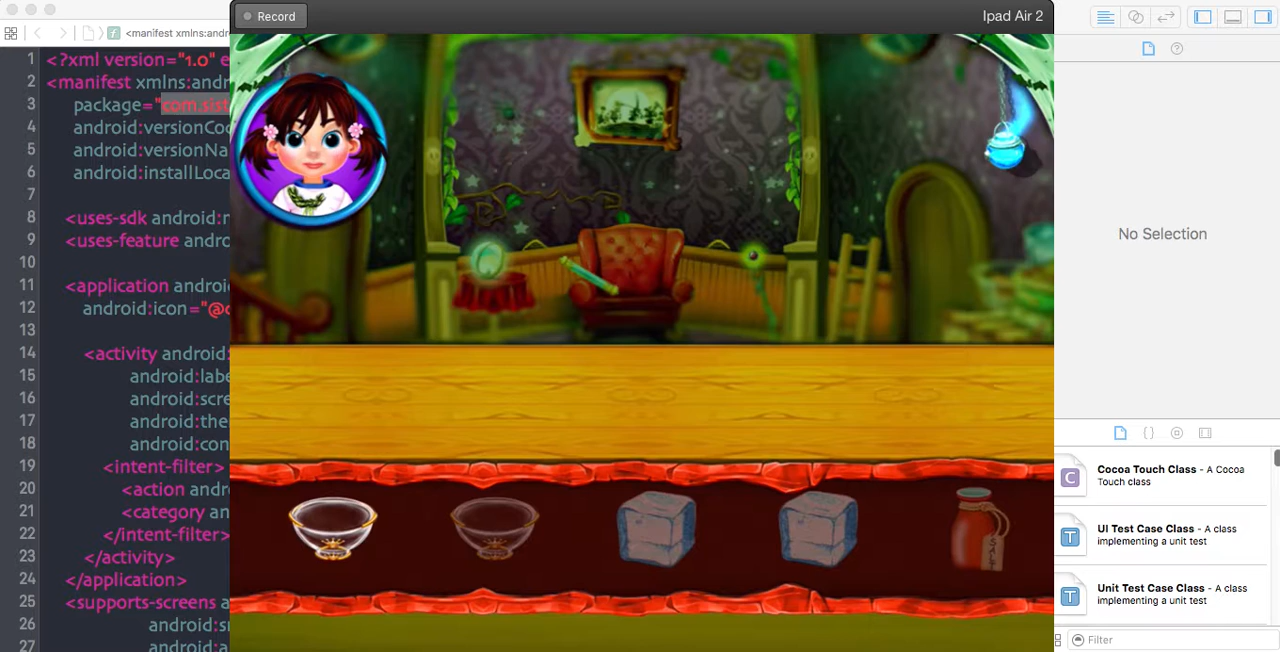 Record
Ipad Air 2
<manifest xmlns:andr
1 <?xml version="1.0" e
2 <manifest xmlns:andr
3 package="com.sist
4 android:versionCo
5 android:versionNa
6 android:installLoca
7
8 <uses-sdk android:r
9 <uses-feature andro
10
11 <application android
12 android:icon="@
13
14 <activity android:
15 android:labe
16 android:scre
17 android:the
18 android:con
19 <intent-filter>
20 <action andr
21 <category an
22 </intent-filter>
23 </activity>
24 </application>
25 <supports-screens a
26 android:sr
27 android:a
SALT
No Selection
C
Cocoa Touch Class - A Cocoa
Touch class
T
UI Test Case Class - A class
implementing a unit test
T
Unit Test Case Class - A class
implementing a unit test
Filter